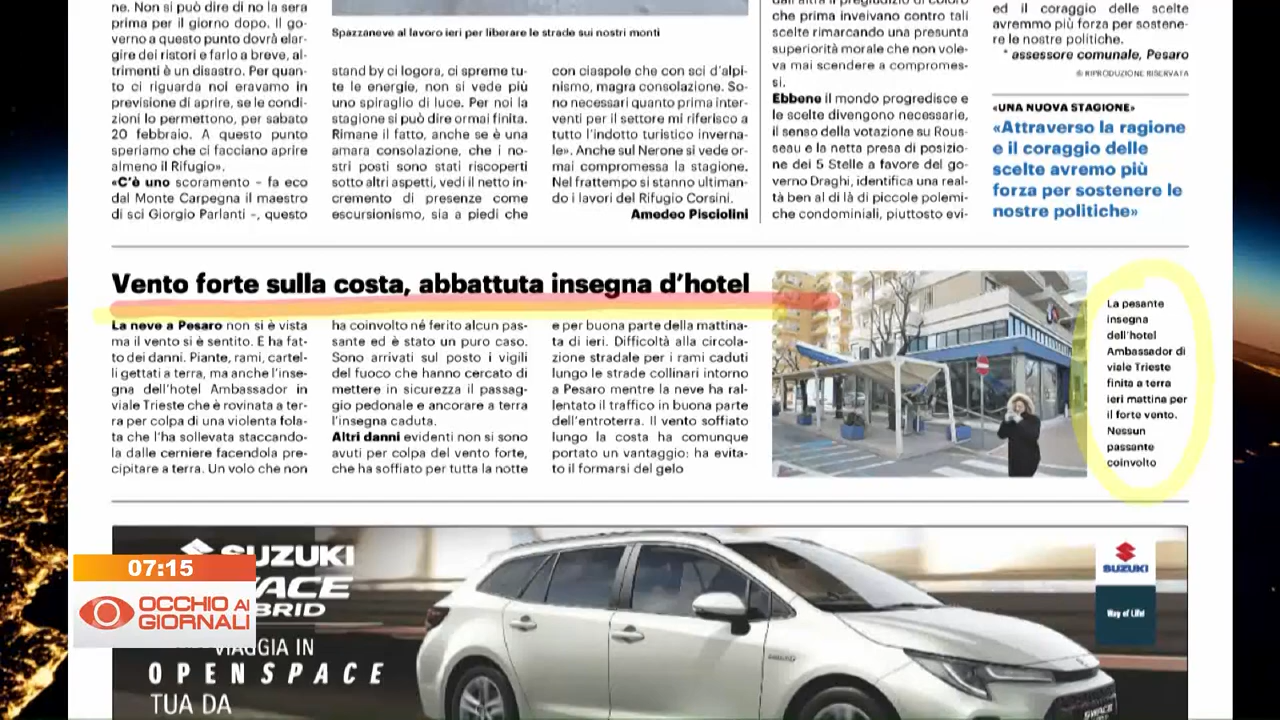 ne. Non si può dire di no la sera
prima per il giorno dopo. Il go-
verno a questo punto dovrà elar-
gire dei ristori e farlo a breve, al-
trimenti è un disastro. Per quan-
to ci riguarda noi eravamo in
previsione di aprire, se le condi-
zioni lo permettono, per sabato
20 febbraio. A questo punto
speriamo che ci facciano aprire
almeno il Rifugio».
«C'è uno scoramento – fa eco
dal Monte Carpegna il maestro
di sci Giorgio Parlanti –, questo
Spazzaneve al lavoro ieri per liberare le strade sui nostri monti
stand by ci logora, ci spreme tu-
te le energie, non si vede più
uno spiraglio di luce. Per noi la
stagione si può dire ormai finita.
Rimane il fatto, anche se è una
amara consolazione, che i no-
stri posti sono stati riscoperti
sotto altri aspetti, vedi il netto in-
cremento di presenze come
escursionismo, sia a piedi che
con ciaspole che con sci d'alpi-
nismo, magra consolazione. So-
no necessari quanto prima inter-
venti per il settore mi riferisco a
tutto l'indotto turistico inverna-
le». Anche sul Nerone si vede or-
mai compromessa la stagione.
Nel frattempo si stanno ultiman-
do i lavori del Rifugio Corsini.
Amedeo Pisciolini
che prima inveivano contro tali
scelte rimarcando una presunta
superiorità morale che non vole-
va mai scendere a compromes-
si.
Ebbene il mondo progredisce e
le scelte divengono necessarie,
il senso della votazione su Rous-
seau e la netta presa di posizio-
ne dei 5 Stelle a favore del go-
verno Draghi, identifica una real-
tà ben al di là di piccole polemi-
che condominiali, piuttosto evi-
ed il coraggio delle scelte
avremmo più forza per sostene-
re le nostre politiche.
* assessore comunale, Pesaro
© RIPRODUZIONE RISERVATA
«UNA NUOVA STAGIONE»
«Attraverso la ragione
e il coraggio delle
scelte avremo più
forza per sostenere le
nostre politiche»
Vento forte sulla costa, abbattuta insegna d'hotel
La neve a Pesaro non si è vista
ma il vento si è sentito. E ha fat-
to dei danni. Piante, rami, cartel-
li gettati a terra, ma anche l'inse-
gna dell'hotel Ambassador in
viale Trieste che è rovinata a ter-
ra per colpa di una violenta fola-
ta che l'ha sollevata staccando-
la dalle cerniere facendola pre-
cipitare a terra. Un volo che non
ha coinvolto né ferito alcun pas-
sante ed è stato un puro caso.
Sono arrivati sul posto i vigili
del fuoco che hanno cercato di
mettere in sicurezza il passag-
gio pedonale e ancorare a terra
l'insegna caduta.
Altri danni evidenti non si sono
avuti per colpa del vento forte,
che ha soffiato per tutta la notte
e per buona parte della mattina-
ta di ieri. Difficoltà alla circola-
zione stradale per i rami caduti
lungo le strade collinari intorno
a Pesaro mentre la neve ha ral-
lentato il traffico in buona parte
dell'entroterra. Il vento soffiato
lungo la costa ha comunque
portato un vantaggio: ha evita-
to il formarsi del gelo
La pesante
insegna
dell'hotel
Ambassador di
viale Trieste
finita a terra
ieri mattina per
il forte vento.
Nessun
passante
coinvolto
SUZUKI
VIAGGIA IN
OPENSPACE
TUA DA
SUZUKI
Way of Life!
SWACE
07:15
OCCHIO AI
GIORNALI